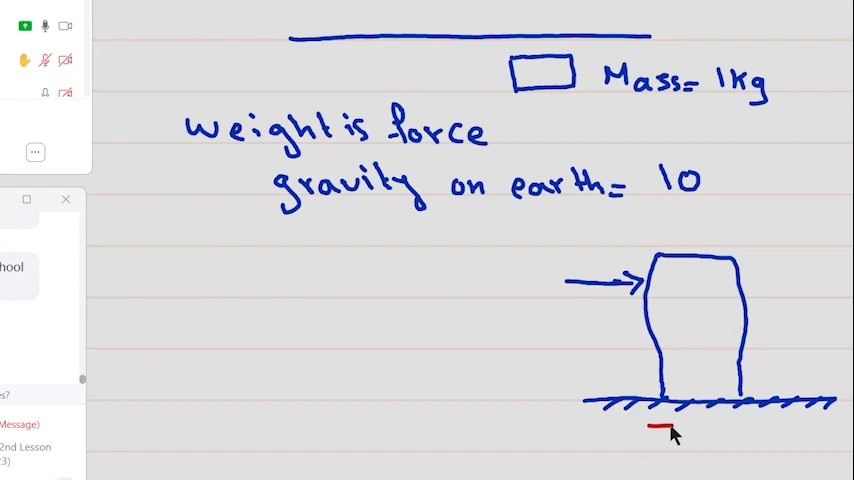 Mass= 1kg
weight is force
gravity on earth= 10
hool
s?
Message)
2nd Lesson
23)